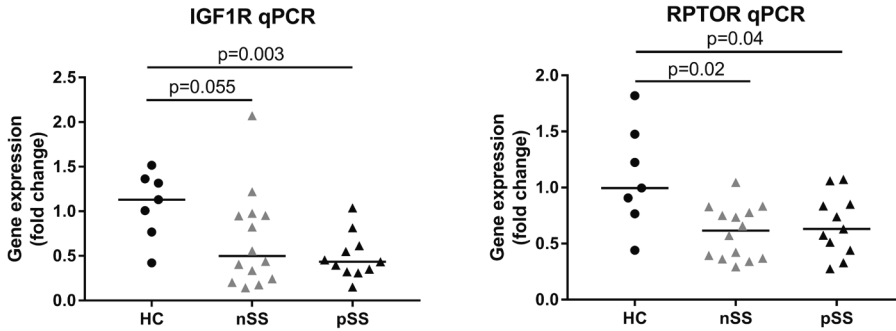 IGF1R qPCR
p=0.003
p=0.055
Gene expression
(fold change)
2.5
2.0
1.5
1.0
0.5
0.0
HC nSS pSS
RPTOR qPCR
p=0.04
p=0.02
Gene expression
(fold change)
2.0
1.5
1.0
0.5
0.0
HC nSS pSS